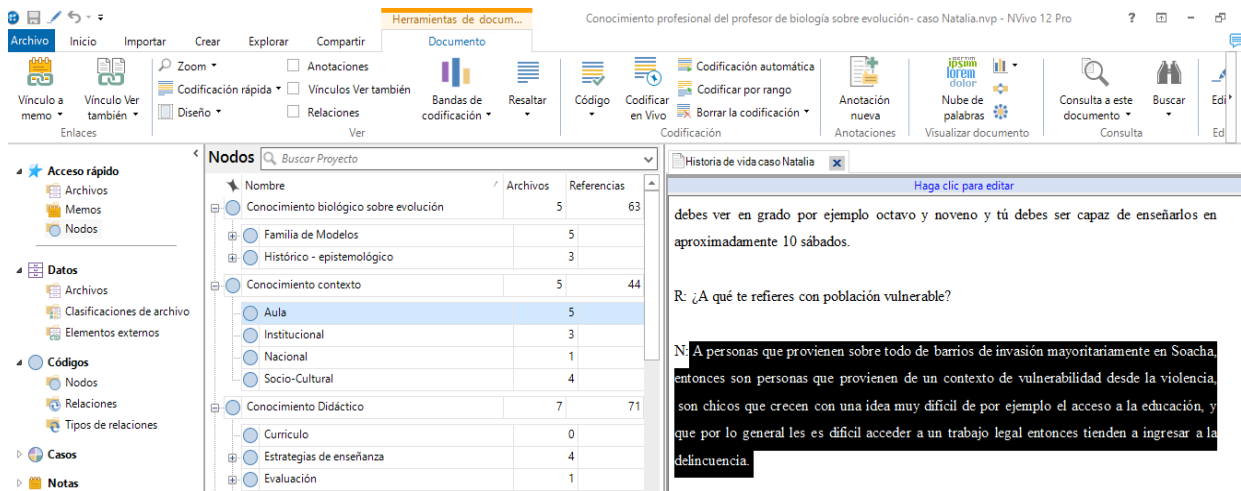 Herramientas de docum...
Conocimiento profesional del profesor de biología sobre evolución- caso Natalia.nvp - NVivo 12 Pro
?
Archivo Inicio Importar Crear Explorar Compartir Documento
Vínculo a memo
Vínculo Ver también
Enlaces
Zoom
Codificación rápida
Diseño
Anotaciones
Vínculos Ver también
Relaciones
Ver
Bandas de codificación
Resaltar
Código
Codificar en Vivo
Codificación automática
Codificar por rango
Borrar la codificación
Codificación
Anotación nueva
Anotaciones
ipsum
lorem
dolor
Nube de palabras
Visualizar documento
Consulta a este documento
Buscar
Consulta
Edi
Ed
Acceso rápido
Archivos
Memos
Nodos
Datos
Archivos
Clasificaciones de archivo
Elementos externos
Códigos
Nodos
Relaciones
Tipos de relaciones
Casos
Notas
Nodos Buscar Proyecto
Nombre Archivos Referencias
Conocimiento biológico sobre evolución 5 63
Familia de Modelos 5
Histórico - epistemológico 3
Conocimiento contexto 5 44
Aula 5
Institucional 3
Nacional 1
Socio-Cultural 4
Conocimiento Didáctico 7 71
Curriculo 0
Estrategias de enseñanza 4
Evaluación 1
Historia de vida caso Natalia
Haga clic para editar
debes ver en grado por ejemplo octavo y noveno y tú debes ser capaz de enseñarlos en
aproximadamente 10 sábados.
R: ¿A qué te refieres con población vulnerable?
N: A personas que provienen sobre todo de barrios de invasión mayoritariamente en Soacha,
entonces son personas que provienen de un contexto de vulnerabilidad desde la violencia,
son chicos que crecen con una idea muy difícil de por ejemplo el acceso a la educación, y
que por lo general les es difícil acceder a un trabajo legal entonces tienden a ingresar a la
delincuencia.